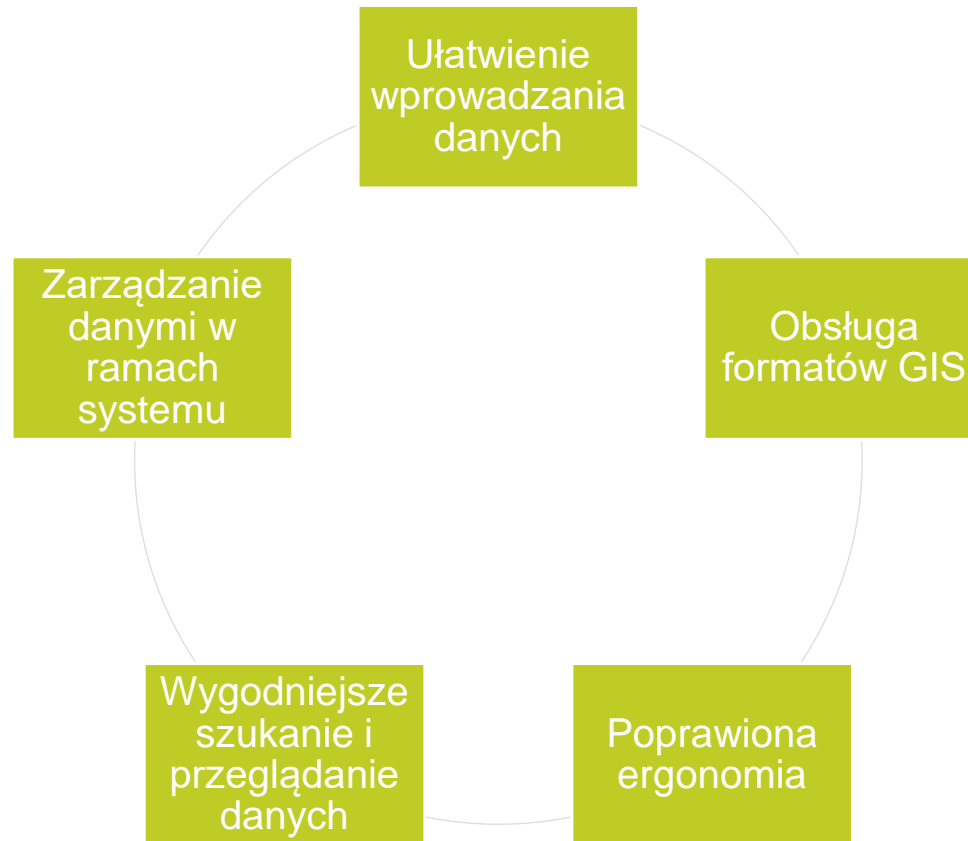 Ułatwienie
wprowadzania
danych
Zarządzanie
danymi w
ramach
systemu
Obsługa
formatów GIS
Wygodniejsze
szukanie i
przeglądanie
danych
Poprawiona
ergonomia